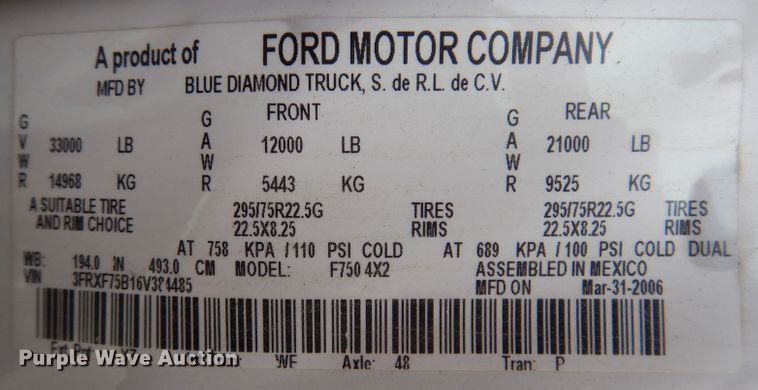 A product of FORD MOTOR COMPANY
MFD BY BLUE DIAMOND TRUCK, S. de R.L. de C.V.
G FRONT G REAR G
V 33000 LB A 12000 LB A 21000 LB
W W W
R 14968 KG R 5443 KG R 9525 KG
A SUITABLE TIRE 295/75R22.5G TIRES 295/75R22.5G TIRES
AND RIM CHOICE 22.5X8.25 RIMS 22.5X8.25 RIMS
AT 758 KPA /110 PSI COLD AT 689 KPA /100 PSI COLD DUAL
WB: 194.0 IN 493.0 CM MODEL: F750 4X2 ASSEMBLED IN MEXICO
VIN MFD ON Mar-31-2006
Purple Wave Auction
WF Axle: 48 Tran: P